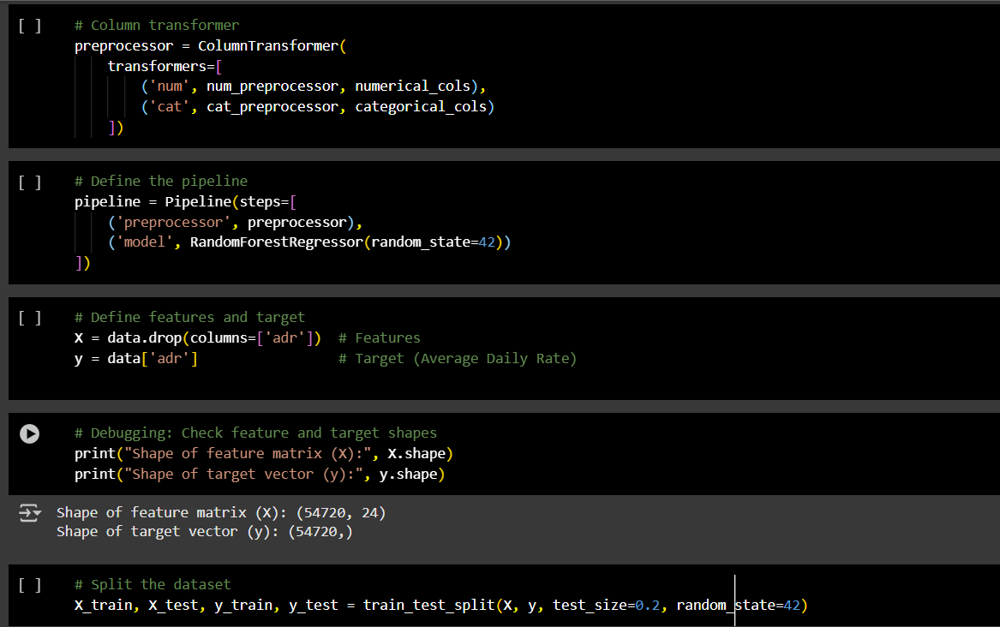 [ ] # Column transformer
preprocessor = ColumnTransformer(
transformers=[
('num', num_preprocessor, numerical_cols),
('cat', cat_preprocessor, categorical_cols)
])
[ ] # Define the pipeline
pipeline = Pipeline(steps=[
('preprocessor', preprocessor),
('model', RandomForestRegressor(random_state=42))
])
[ ] # Define features and target
X = data.drop(columns=['adr'])  # Features
y = data['adr']                 # Target (Average Daily Rate)
# Debugging: Check feature and target shapes
print("Shape of feature matrix (X):", X.shape)
print("Shape of target vector (y):", y.shape)
Shape of feature matrix (X): (54720, 24)
Shape of target vector (y): (54720,)
[ ] # Split the dataset
X_train, X_test, y_train, y_test = train_test_split(X, y, test_size=0.2, random_state=42)